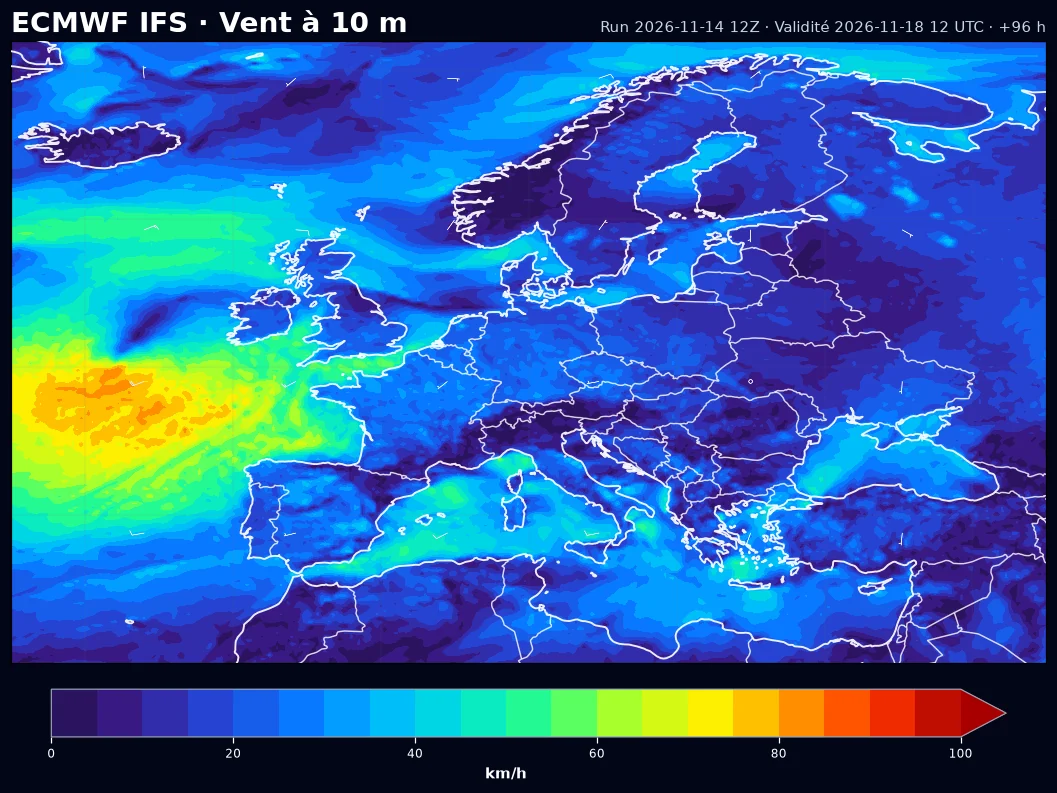 ECMWF IFS · Vent à 10 m
Run 2026-11-14 12Z · Validité 2026-11-18 12 UTC · +96 h
0 20 40 60 80 100
km/h